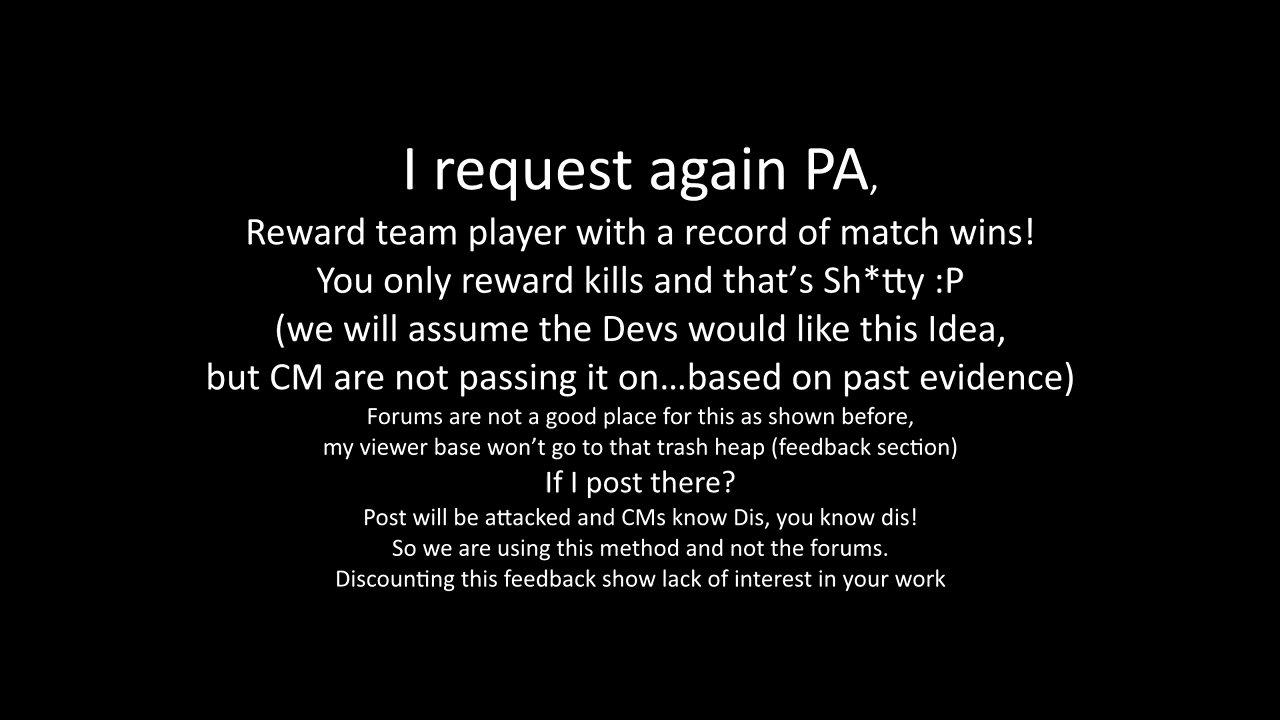 I request again PA,
Reward team player with a record of match wins!
You only reward kills and that’s Sh*tty :P
(we will assume the Devs would like this Idea,
but CM are not passing it on…based on past evidence)
Forums are not a good place for this as shown before,
my viewer base won’t go to that trash heap (feedback section)
If I post there?
Post will be attacked and CMs know Dis, you know dis!
So we are using this method and not the forums.
Discounting this feedback show lack of interest in your work